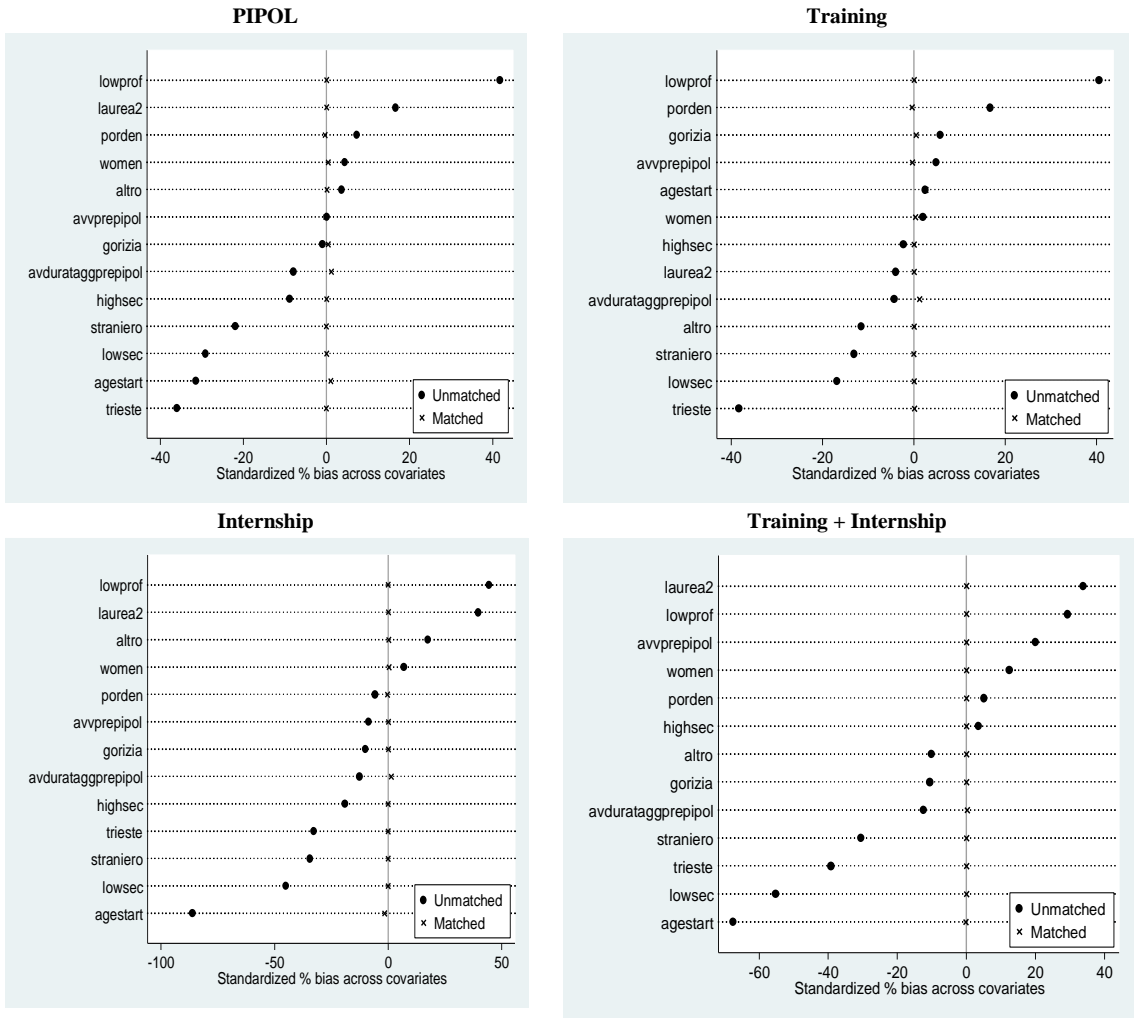 PIPOL
lowprof
laurea2
porden
women
altro
avvprepipol
gorizia
avdurataggprepipol
highsec
straniero
lowsec
agestart
trieste
Unmatched
Matched
-40 -20 0 20 40
Standardized % bias across covariates
Training
lowprof
porden
gorizia
avvprepipol
agestart
women
highsec
laurea2
avdurataggprepipol
altro
straniero
lowsec
trieste
Unmatched
Matched
-40 -20 0 20 40
Standardized % bias across covariates
Internship
lowprof
laurea2
altro
women
porden
avvprepipol
gorizia
avdurataggprepipol
highsec
trieste
straniero
lowsec
agestart
Unmatched
Matched
-100 -50 0 50
Standardized % bias across covariates
Training + Internship
laurea2
lowprof
avvprepipol
women
porden
highsec
altro
gorizia
avdurataggprepipol
straniero
trieste
lowsec
agestart
Unmatched
Matched
-60 -40 -20 0 20 40
Standardized % bias across covariates